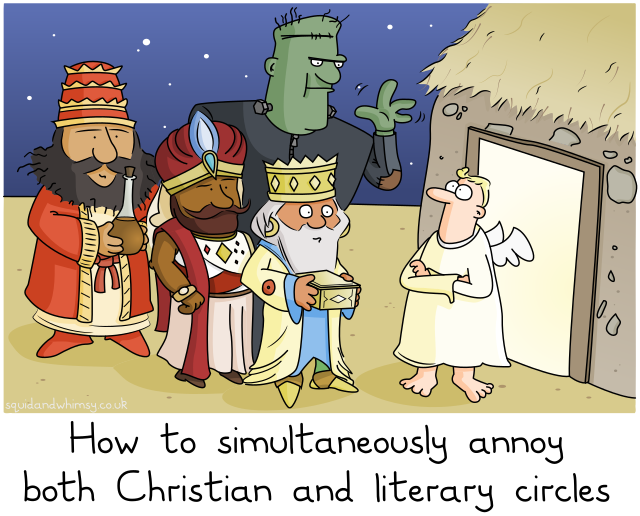 squidandwhimsy.co.uk
How to simultaneously annoy
both Christian and literary circles